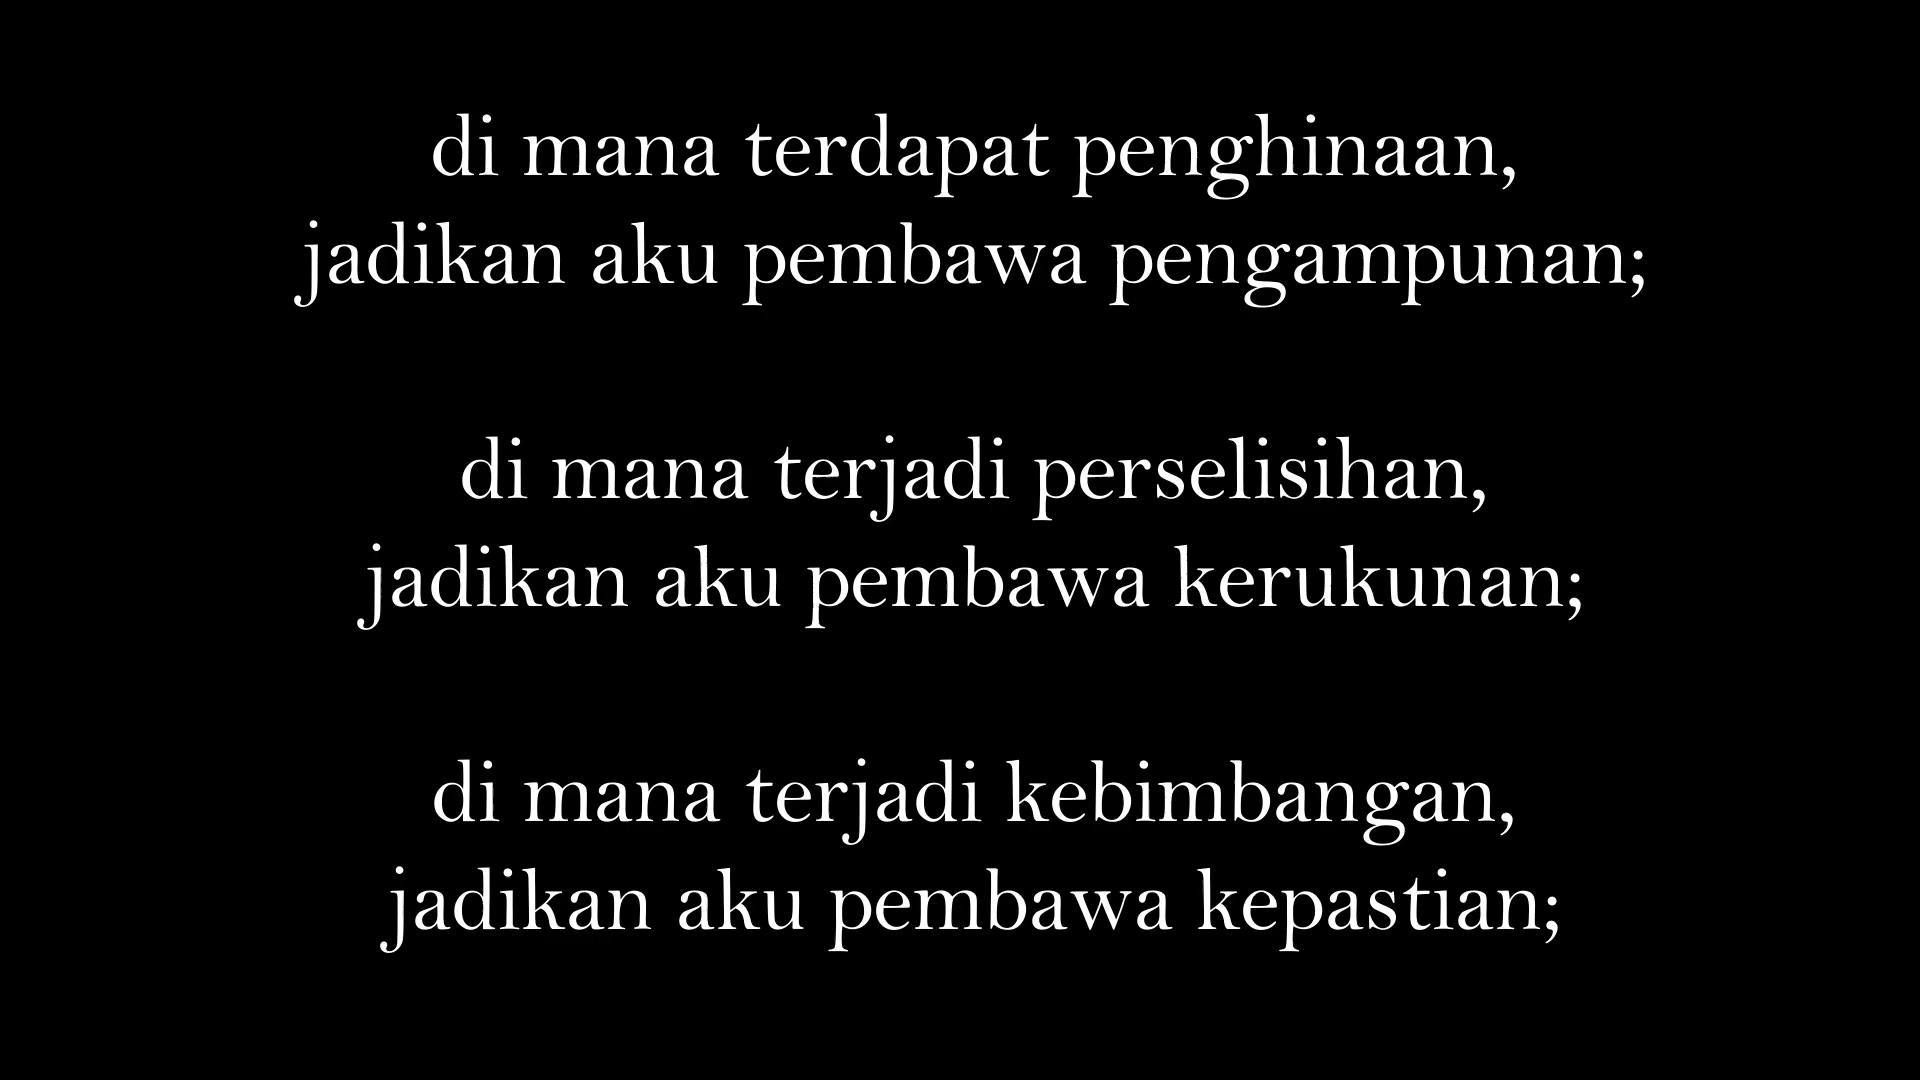 di mana terdapat penghinaan,
jadikan aku pembawa pengampunan;
di mana terjadi perselisihan,
jadikan aku pembawa kerukunan;
di mana terjadi kebimbangan,
jadikan aku pembawa kepastian;